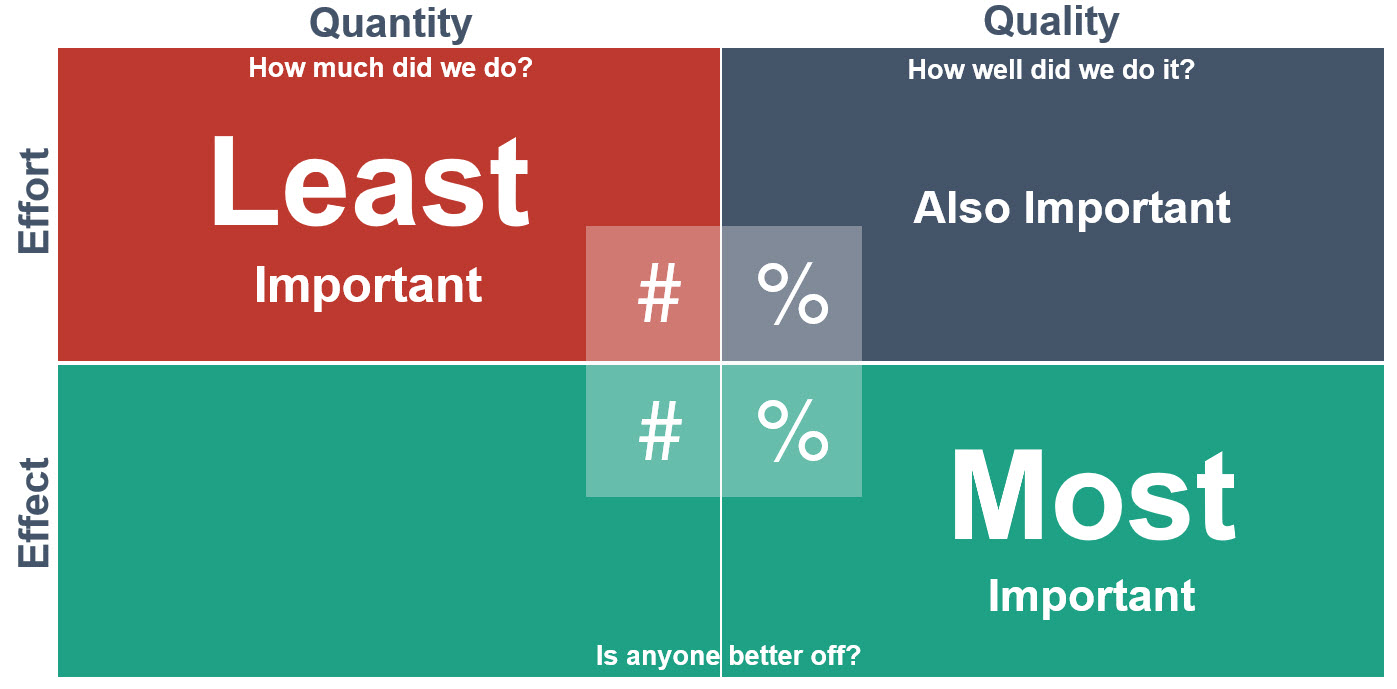 Quantity
Quality
How much did we do?
How well did we do it?
Effort
Least
Important
Also Important
#
%
#
%
Effect
Most
Important
Is anyone better off?